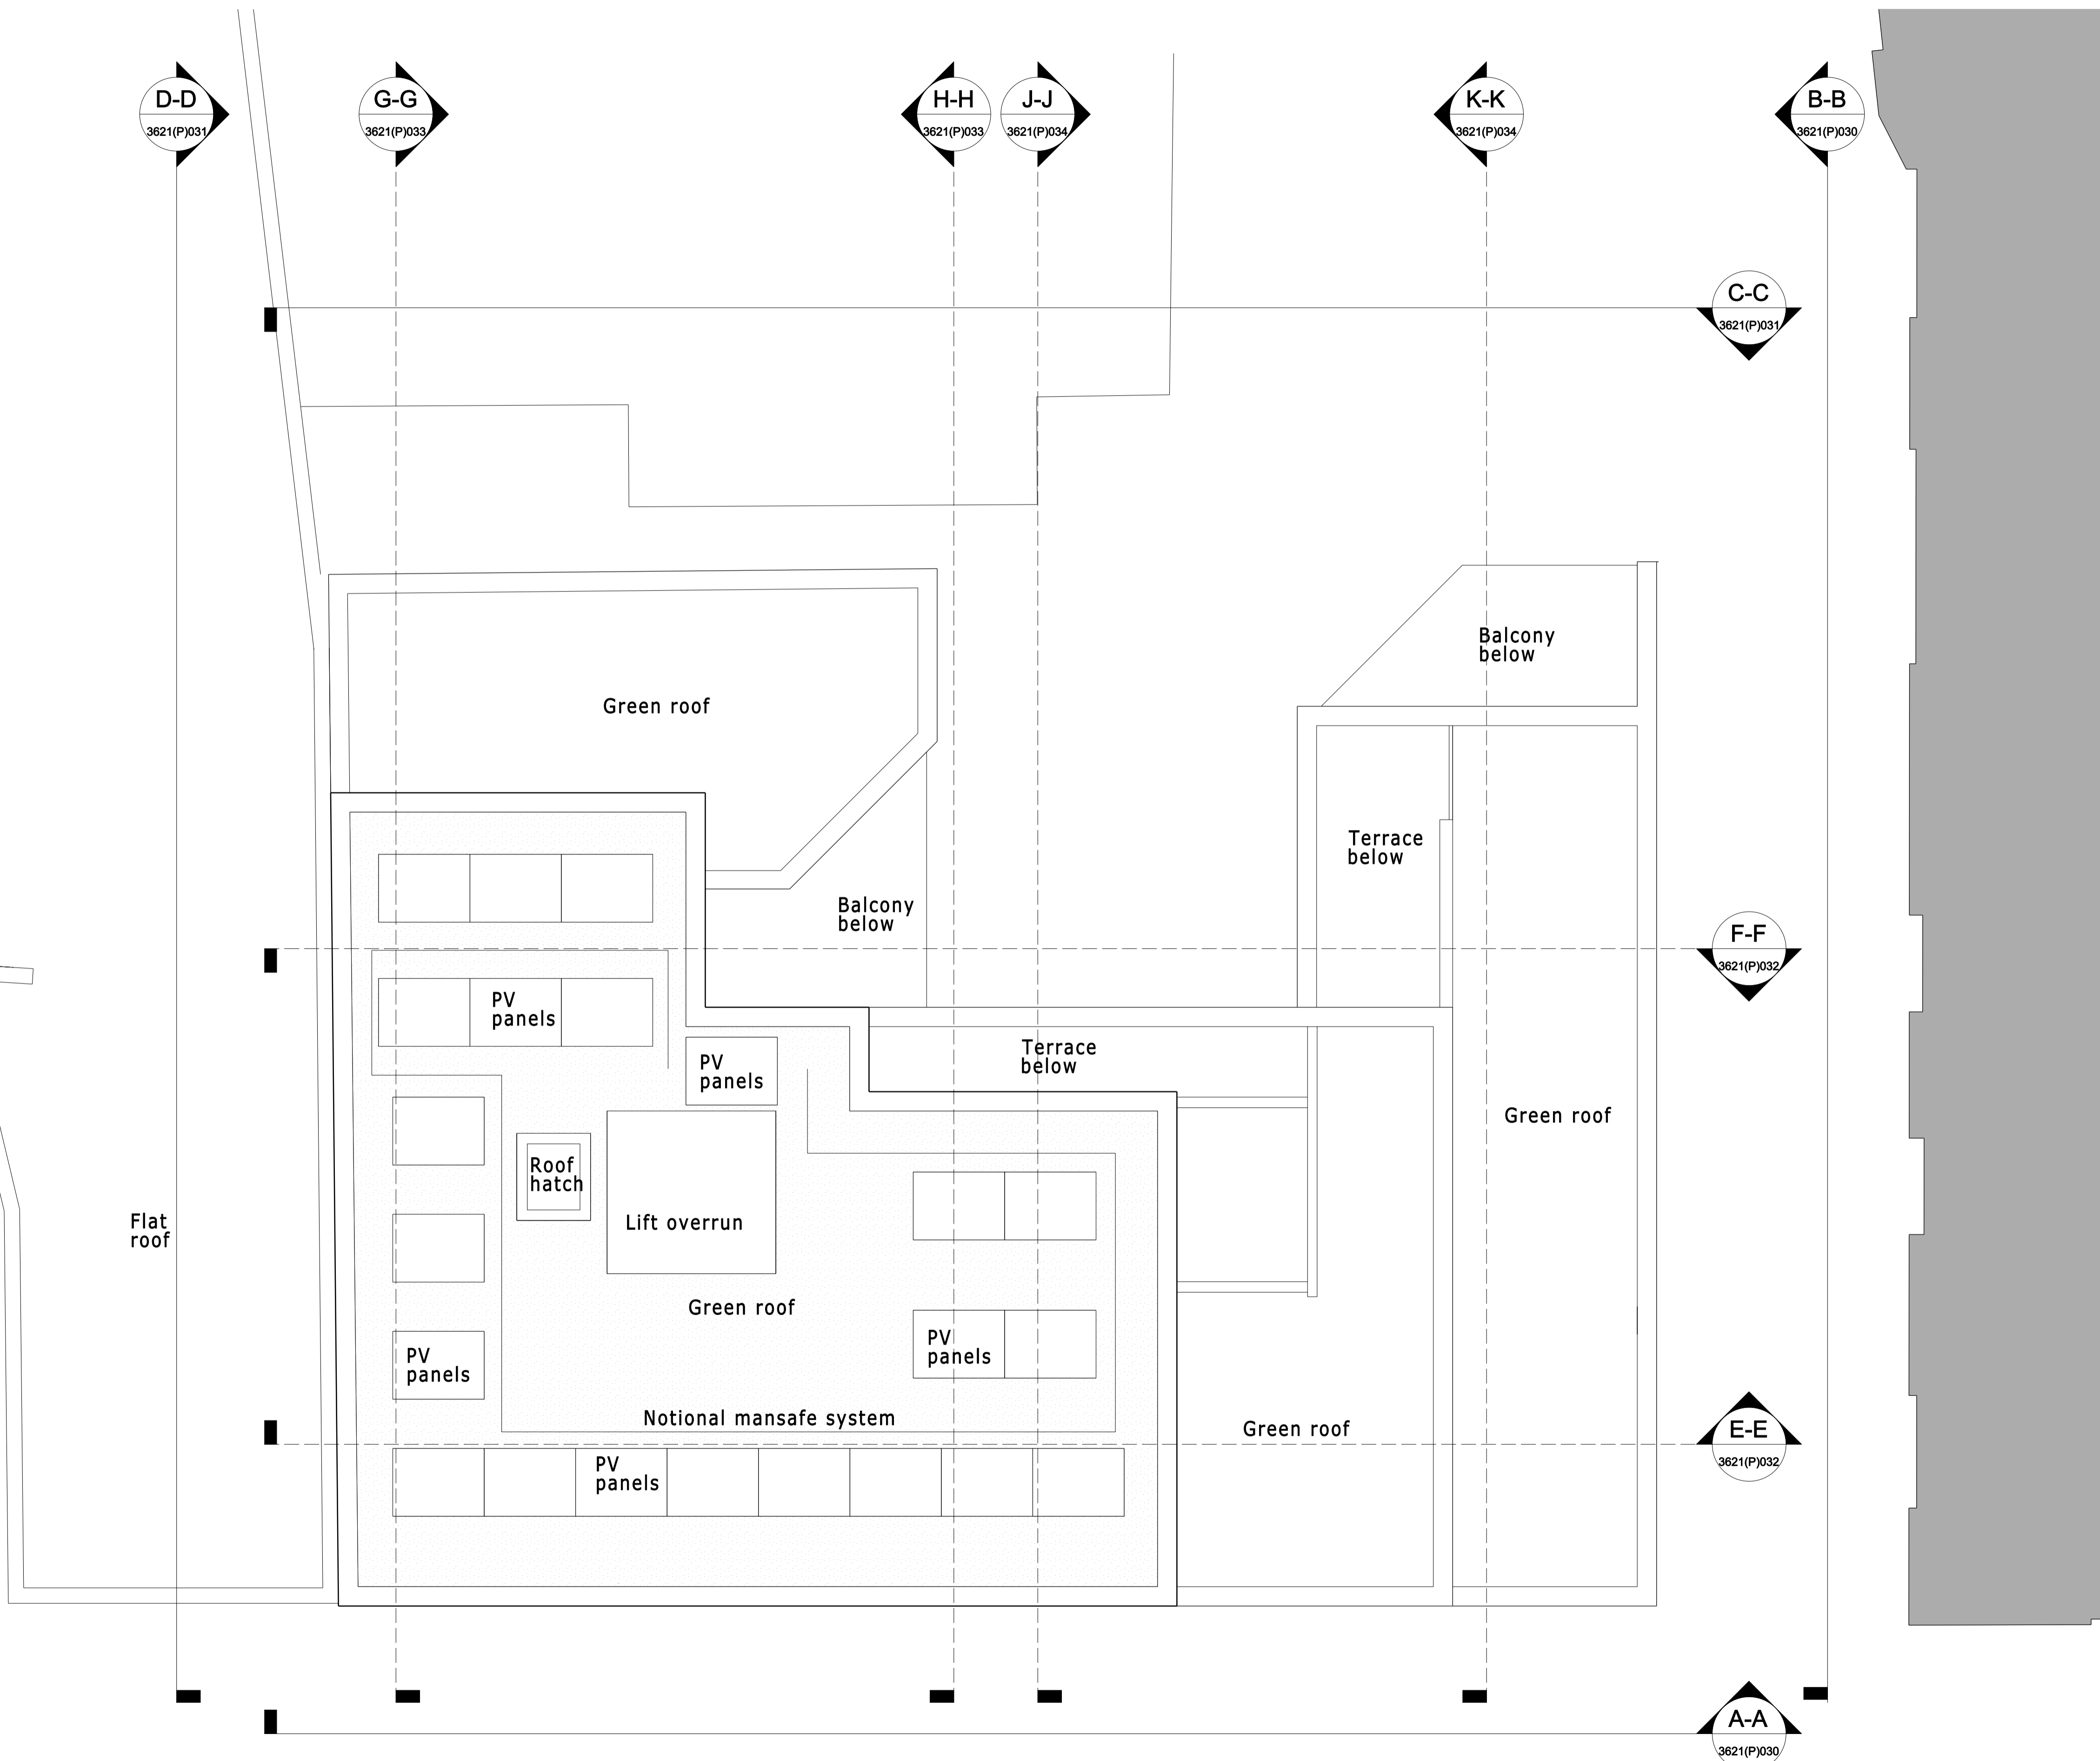 D-D
3621(P)031
G-G
3621(P)033
H-H
3621(P)033
J-J
3621(P)034
K-K
3621(P)034
B-B
3621(P)030
C-C
3621(P)031
Balcony
below
Green roof
Terrace
below
Balcony
below
F-F
3621(P)032
PV
panels
PV
panels
Terrace
below
Green roof
Roof
hatch
Lift overrun
Flat
roof
Green roof
PV
panels
PV
panels
Notional mansafe system
Green roof
E-E
3621(P)032
PV
panels
A-A
3621(P)030